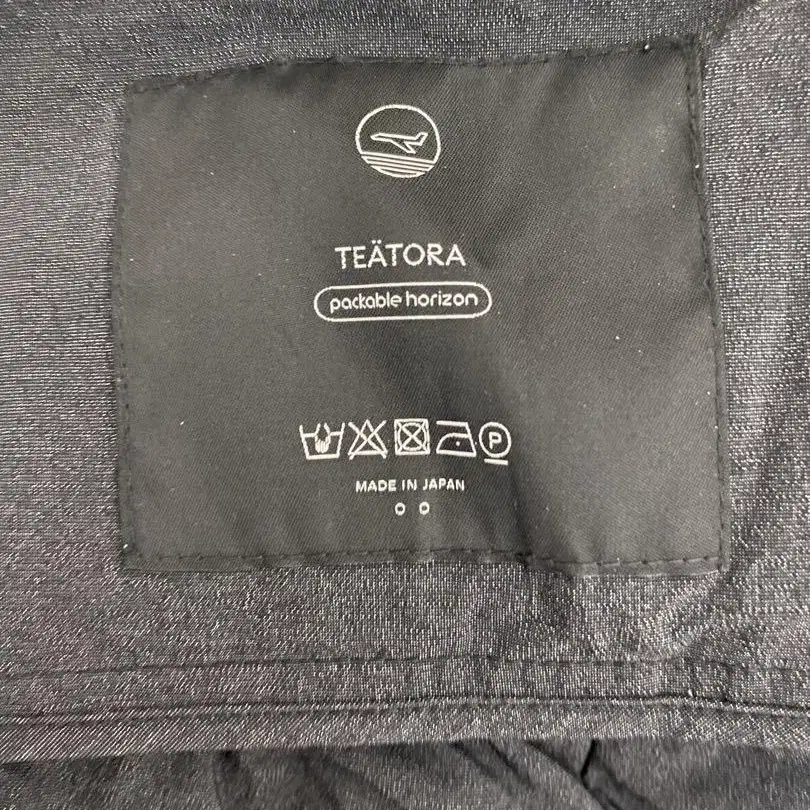 TEÄTORA
packable horizon
P
MADE IN JAPAN